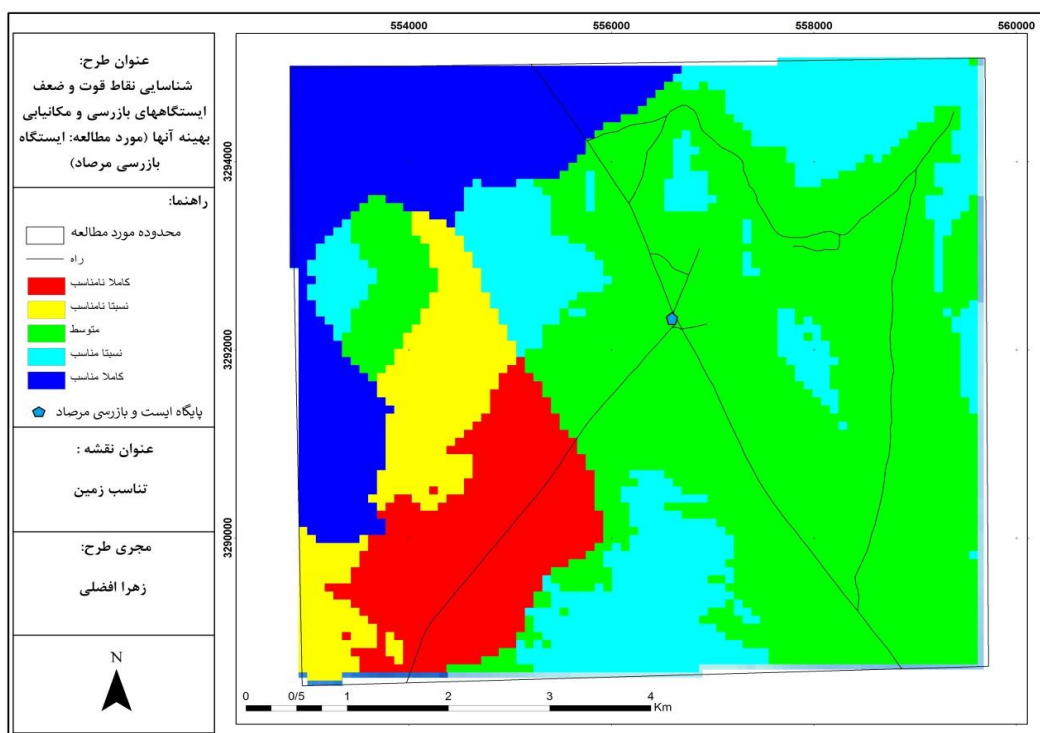 عنوان طرح:
شناسایی نقاط قوت و ضعف
ایستگاههای بازرسی و مکانیابی
بهینه آنها (مورد مطالعه: ایستگاه
بازرسی مرصاد)
راهنما:
محدوده مورد مطالعه
راه
کاملا نامناسب
نسبتا نامناسب
متوسط
نسبتا مناسب
کاملا مناسب
پایگاه ایست و بازرسی مرصاد
عنوان نقشه :
تناسب زمین
مجری طرح:
زهرا افضلی
N
554000 556000 558000 560000
3294000
3292000
3290000
0 0/5 1 2 3 4
Km